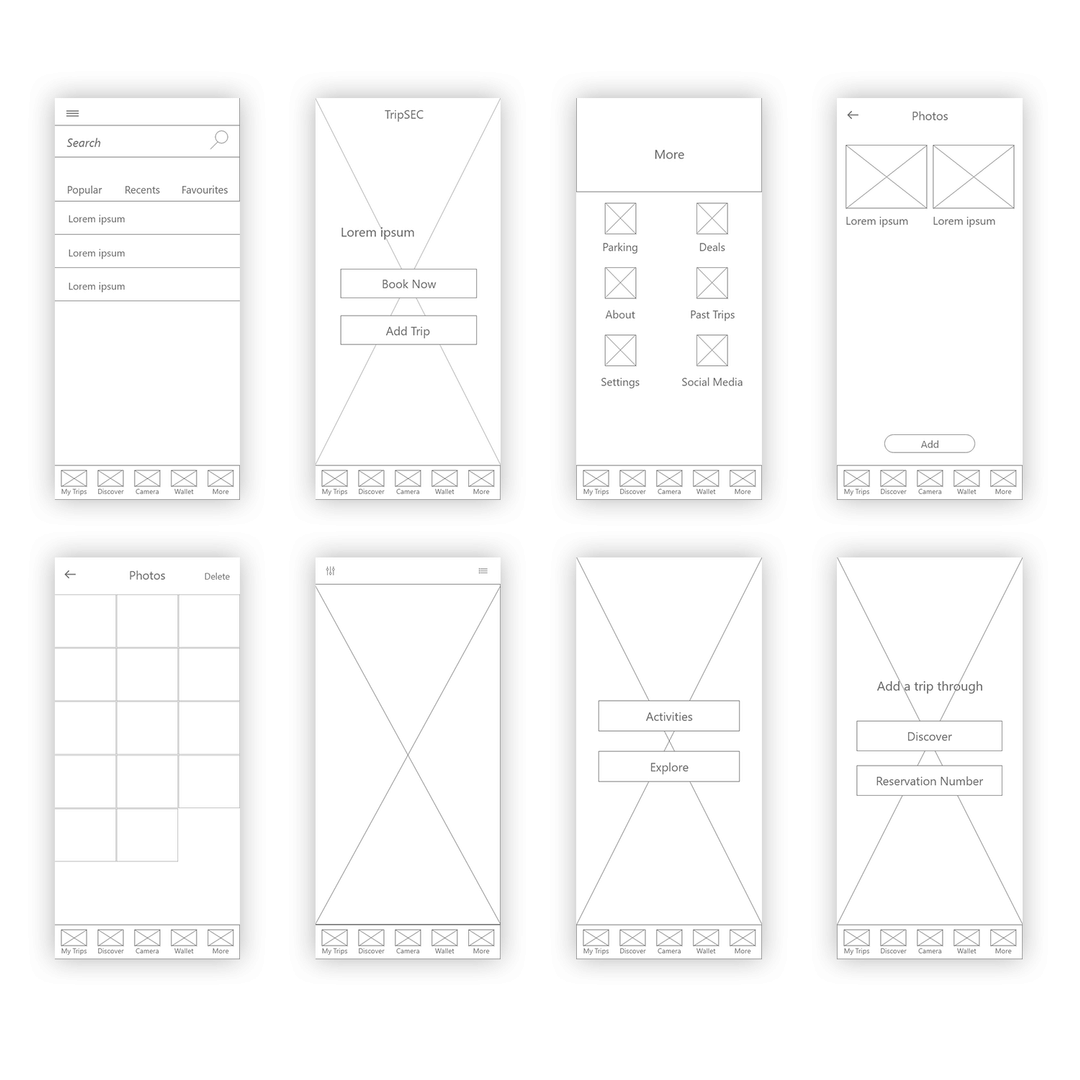 Search
Popular Recents Favourites
Lorem ipsum
Lorem ipsum
Lorem ipsum
My Trips Discover Camera Wallet More
TripSEC
Lorem ipsum
Book Now
Add Trip
My Trips Discover Camera Wallet More
More
Parking Deals
About Past Trips
Settings Social Media
My Trips Discover Camera Wallet More
Photos
Lorem ipsum Lorem ipsum
Add
My Trips Discover Camera Wallet More
Photos Delete
My Trips Discover Camera Wallet More
My Trips Discover Camera Wallet More
Activities
Explore
My Trips Discover Camera Wallet More
Add a trip through
Discover
Reservation Number
My Trips Discover Camera Wallet More